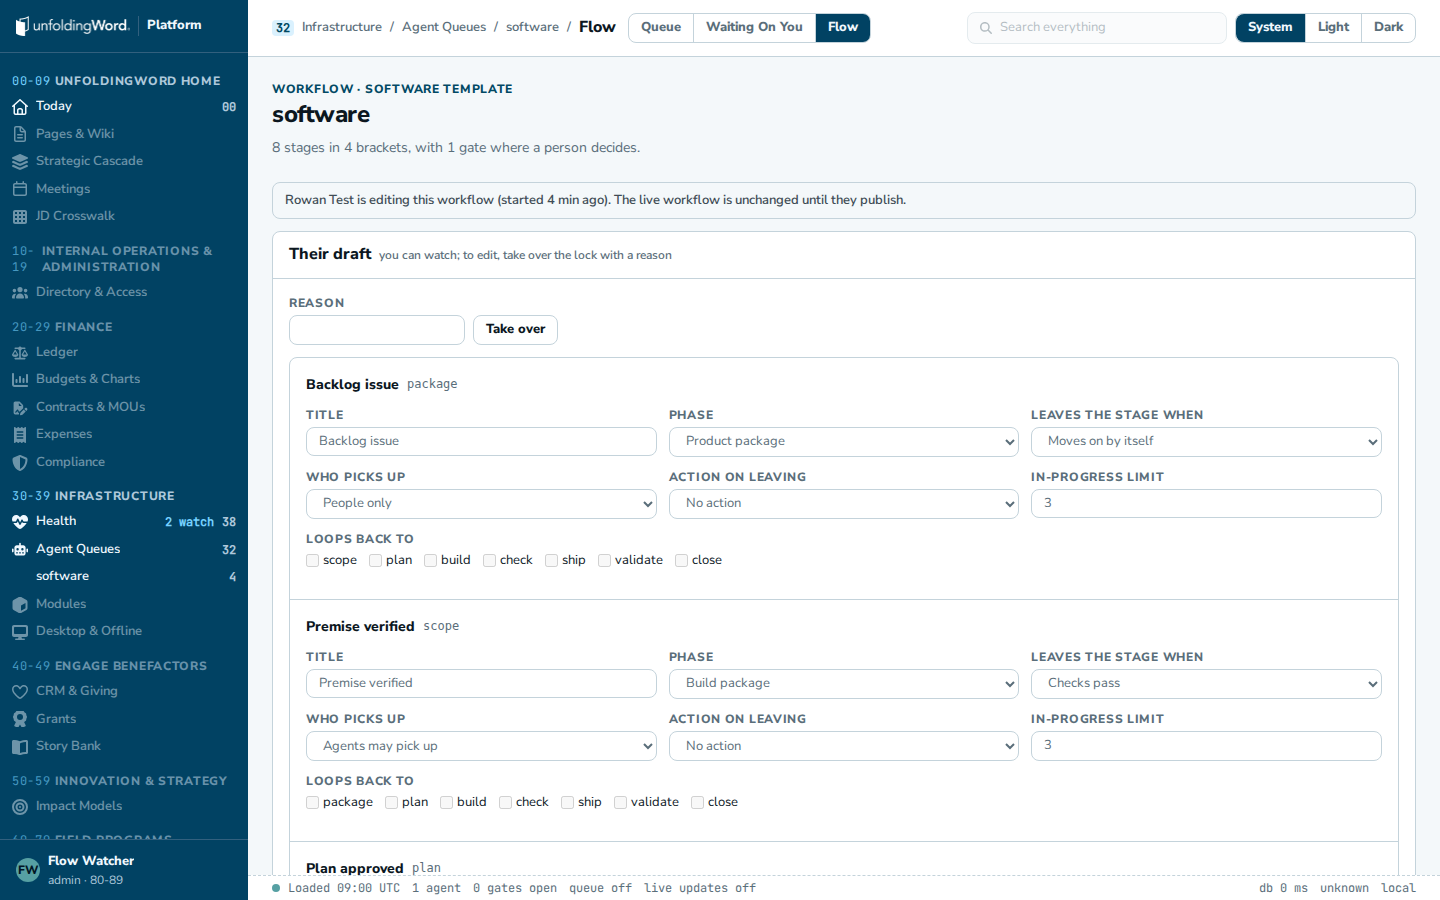 unfoldingWord Platform
00-09 UNFOLDINGWORD HOME
Today 00
Pages & Wiki
Strategic Cascade
Meetings
JD Crosswalk
10-19 INTERNAL OPERATIONS & ADMINISTRATION
Directory & Access
20-29 FINANCE
Ledger
Budgets & Charts
Contracts & MOUs
Expenses
Compliance
30-39 INFRASTRUCTURE
Health 2 watch 38
Agent Queues 32
software 4
Modules
Desktop & Offline
40-49 ENGAGE BENEFACTORS
CRM & Giving
Grants
Story Bank
50-59 INNOVATION & STRATEGY
Impact Models
FW Flow Watcher
admin · 80-89
32 Infrastructure / Agent Queues / software / Flow Queue Waiting On You Flow Search everything System Light Dark
WORKFLOW · SOFTWARE TEMPLATE
software
8 stages in 4 brackets, with 1 gate where a person decides.
Rowan Test is editing this workflow (started 4 min ago). The live workflow is unchanged until they publish.
Their draft you can watch; to edit, take over the lock with a reason
REASON
Take over
Backlog issue package
TITLE PHASE LEAVES THE STAGE WHEN
Backlog issue Product package Moves on by itself
WHO PICKS UP ACTION ON LEAVING IN-PROGRESS LIMIT
People only No action 3
LOOPS BACK TO
scope plan build check ship validate close
Premise verified scope
TITLE PHASE LEAVES THE STAGE WHEN
Premise verified Build package Checks pass
WHO PICKS UP ACTION ON LEAVING IN-PROGRESS LIMIT
Agents may pick up No action 3
LOOPS BACK TO
package plan build check ship validate close
Plan approved plan
Loaded 09:00 UTC 1 agent 0 gates open queue off live updates off db 0 ms unknown local